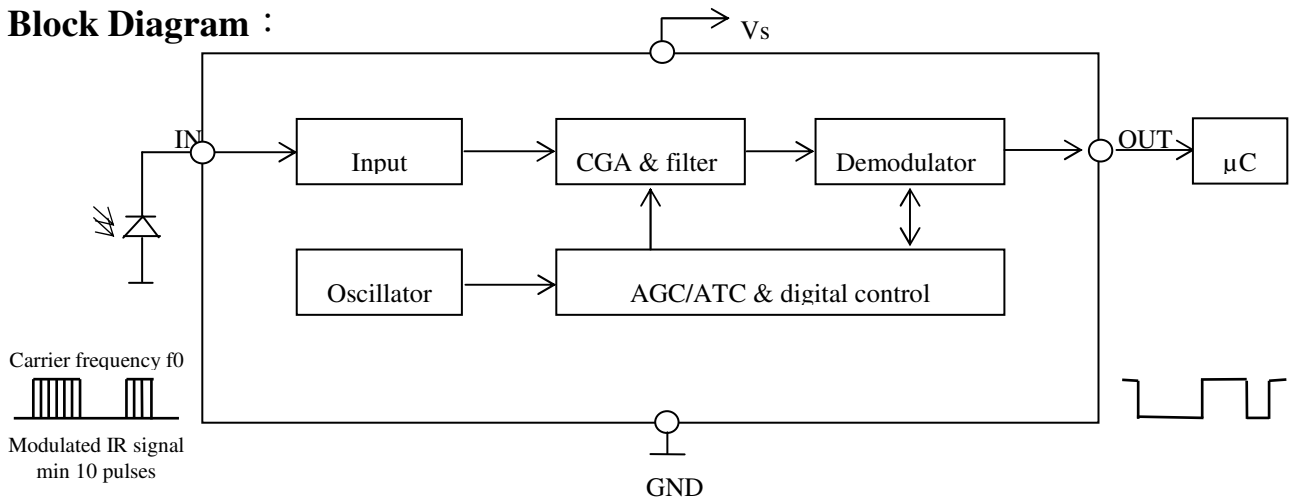 Block Diagram：
Vs
IN
Input
CGA & filter
Demodulator
OUT
µC
Oscillator
AGC/ATC & digital control
Carrier frequency f0
Modulated IR signal
min 10 pulses
GND